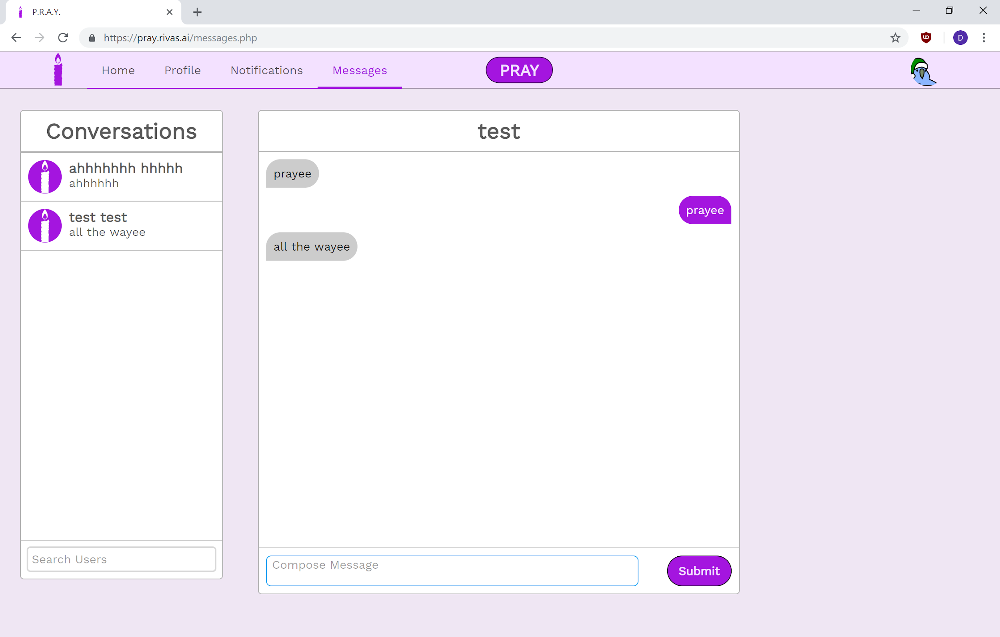 P.R.A.Y.
https://pray.rivas.ai/messages.php
D
Home
Profile
Notifications
Messages
PRAY
Conversations
ahhhhhhh hhhhh
ahhhhhh
test test
all the wayee
Search Users
test
prayee
prayee
all the wayee
Compose Message
Submit